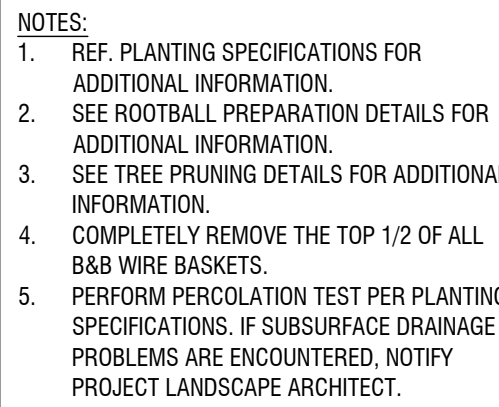 NOTES:
1. REF. PLANTING SPECIFICATIONS FOR
ADDITIONAL INFORMATION.
2. SEE ROOTBALL PREPARATION DETAILS FOR
ADDITIONAL INFORMATION.
3. SEE TREE PRUNING DETAILS FOR ADDITIONAL
INFORMATION.
4. COMPLETELY REMOVE THE TOP 1/2 OF ALL
B&B WIRE BASKETS.
5. PERFORM PERCOLATION TEST PER PLANTING
SPECIFICATIONS. IF SUBSURFACE DRAINAGE
PROBLEMS ARE ENCOUNTERED, NOTIFY
PROJECT LANDSCAPE ARCHITECT.